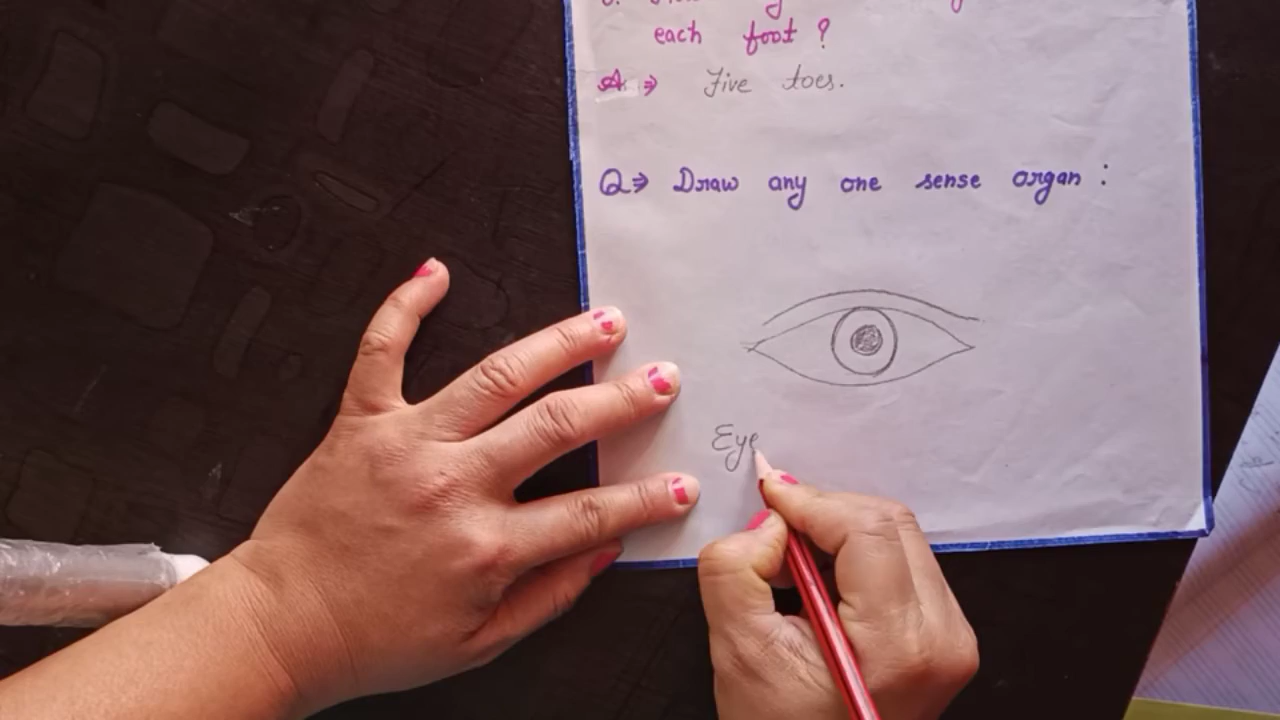 each foot ?
A ⇒ Five toes.
Q ⇒ Draw any one sense organ :
Eye